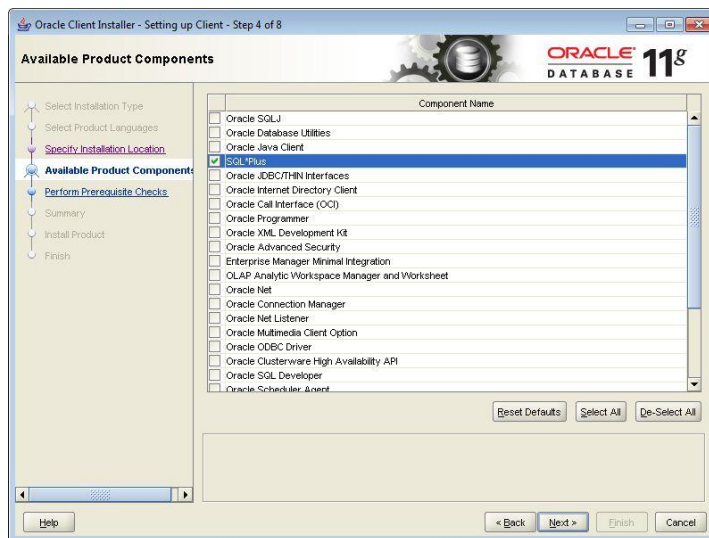 Oracle Client Installer - Setting up Client - Step 4 of 8
Available Product Components
ORACLE
DATABASE 11g
Select Installation Type
Select Product Languages
Specify Installation Location
Available Product Components
Perform Prerequisite Checks
Summary
Install Product
Finish
Component Name
Oracle SQLJ
Oracle Database Utilities
Oracle Java Client
SQL*Plus
Oracle JDBC/THIN Interfaces
Oracle Internet Directory Client
Oracle Call Interface (OCI)
Oracle Programmer
Oracle XML Development Kit
Oracle Advanced Security
Enterprise Manager Minimal Integration
OLAP Analytic Workspace Manager and Worksheet
Oracle Net
Oracle Connection Manager
Oracle Net Listener
Oracle Multimedia Client Option
Oracle ODBC Driver
Oracle Clusterware High Availability API
Oracle SQL Developer
Oracle Scheduler Agent
Reset Defaults Select All De-Select All
Help < Back Next > Finish Cancel